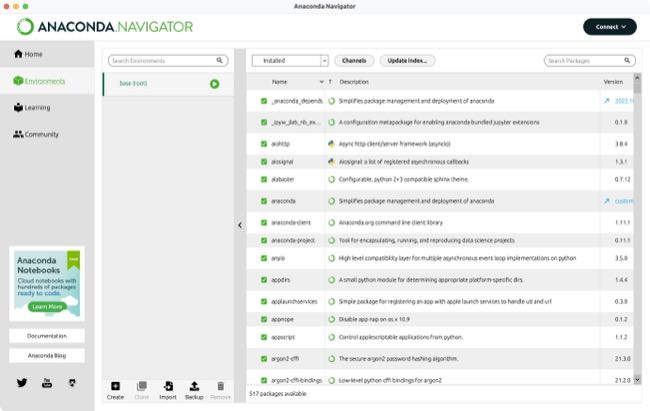 Anaconda Navigator
ANACONDA.NAVIGATOR
Connect
Home
Environments
Learning
Community
Anaconda Notebooks
Cloud notebooks with
hundreds of packages
ready to code.
Learn More
Documentation
Anaconda Blog
Search Environments
base (root)
Create
Clone
Import
Backup
Remove
Installed
Channels
Update index...
Search Packages
Name T Description Version
_anaconda_depends Simplifies package management and deployment of anaconda
_ipyw_jlab_nb_ex... A configuration metapackage for enabling anaconda-bundled jupyter extensions 0.1.0
aiohttp Async http client/server framework (asyncio) 3.8.4
aiosignal Aiosignal: a list of registered asynchronous callbacks 1.3.1
alabaster Configurable, python 2+3 compatible sphinx theme. 0.7.12
anaconda Simplifies package management and deployment of anaconda custom
anaconda-client Anaconda.org command line client library 1.11.1
anaconda-project Tool for encapsulating, running, and reproducing data science projects 0.11.1
anyio High level compatibility layer for multiple asynchronous event loop implementations on python 3.5.0
appdirs A small python module for determining appropriate platform-specific dirs. 1.4.4
applaunchservices Simple package for registering an app with apple launch services to handle uti and url 0.3.0
appnope Disable app nap on os x 10.9 0.1.2
appscript Control applescriptable applications from python. 1.1.2
argon2-cffi The secure argon2 password hashing algorithm. 21.3.0
argon2-cffi-bindings Low-level python cffi bindings for argon2 21.2.0
517 packages available